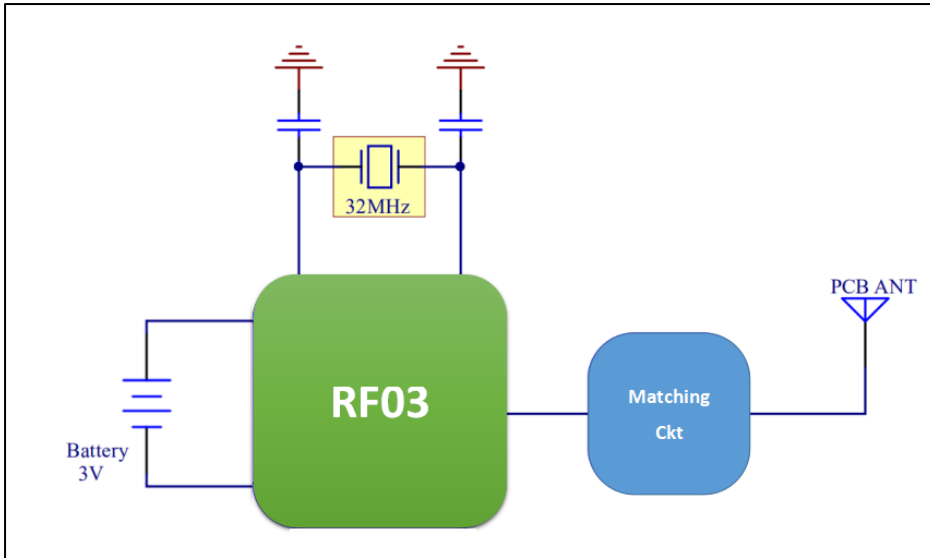 32MHz
PCB ANT
RF03
Matching
Ckt
Battery
3V